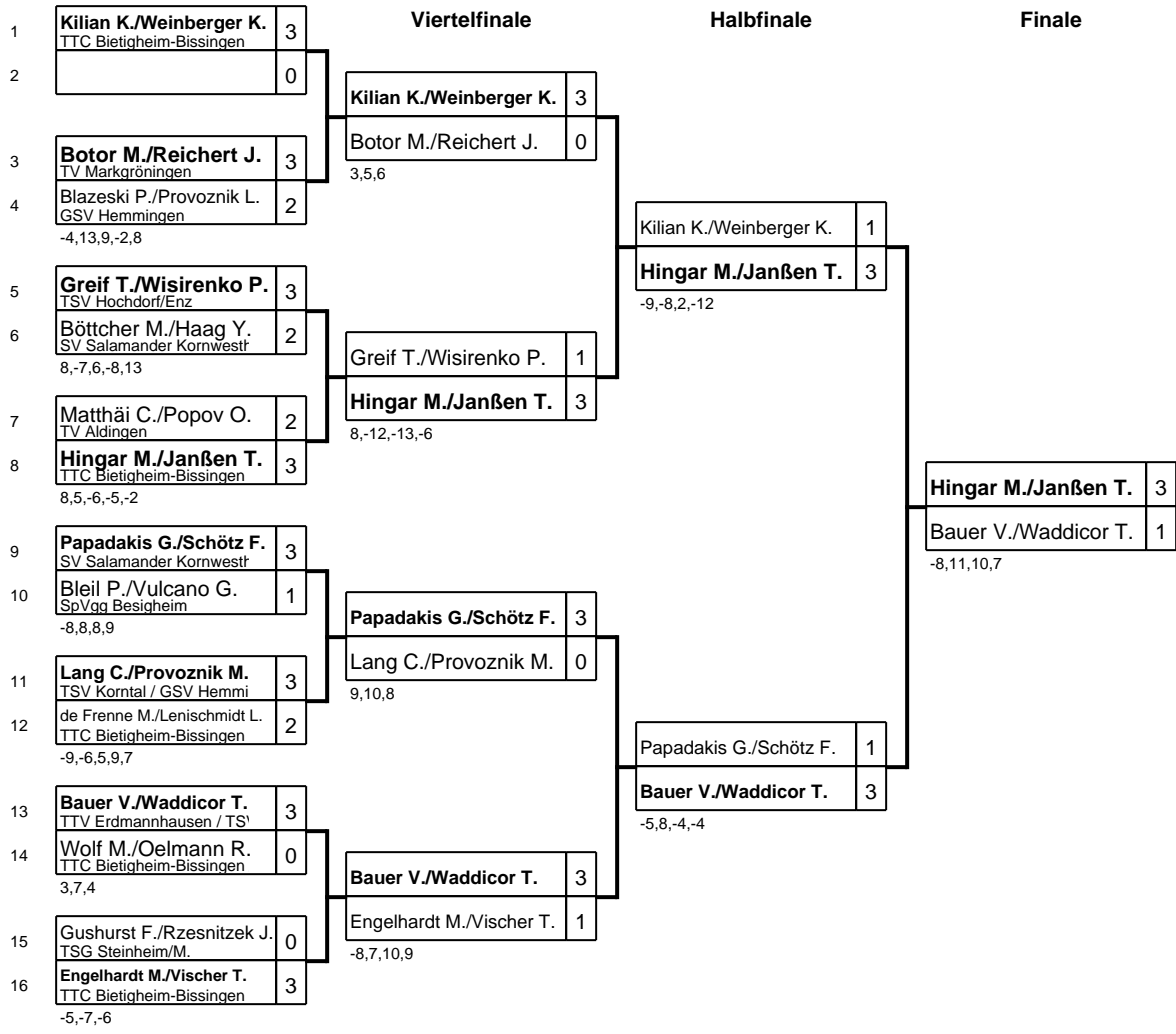 Viertelfinale
Halbfinale
Finale
1
Kilian K./Weinberger K. 3
TTC Bietigheim-Bissingen
2
0
3
Botor M./Reichert J. 3
TV Markgröningen
4
Blazeski P./Provoznik L. 2
GSV Hemmingen
-4,13,9,-2,8
5
Greif T./Wisirenko P. 3
TSV Hochdorf/Enz
6
Böttcher M./Haag Y. 2
SV Salamander Kornwesth
8,-7,6,-8,13
7
Matthäi C./Popov O. 2
TV Aldingen
8
Hingar M./Janßen T. 3
TTC Bietigheim-Bissingen
8,5,-6,-5,-2
9
Papadakis G./Schötz F. 3
SV Salamander Kornwesth
10
Bleil P./Vulcano G. 1
SpVgg Besigheim
-8,8,8,9
11
Lang C./Provoznik M. 3
TSV Korntal / GSV Hemmi
12
de Frenne M./Lenischmidt L. 2
TTC Bietigheim-Bissingen
-9,-6,5,9,7
13
Bauer V./Waddicor T. 3
TTV Erdmannhausen / TSV
14
Wolf M./Oelmann R. 0
TTC Bietigheim-Bissingen
3,7,4
15
Gushurst F./Rzesnitzek J. 0
TSG Steinheim/M.
16
Engelhardt M./Vischer T. 3
TTC Bietigheim-Bissingen
-5,-7,-6
Kilian K./Weinberger K. 3
Botor M./Reichert J. 0
3,5,6
Greif T./Wisirenko P. 1
Hingar M./Janßen T. 3
8,-12,-13,-6
Papadakis G./Schötz F. 3
Lang C./Provoznik M. 0
9,10,8
Bauer V./Waddicor T. 3
Engelhardt M./Vischer T. 1
-8,7,10,9
Kilian K./Weinberger K. 1
Hingar M./Janßen T. 3
-9,-8,2,-12
Papadakis G./Schötz F. 1
Bauer V./Waddicor T. 3
-5,8,-4,-4
Hingar M./Janßen T. 3
Bauer V./Waddicor T. 1
-8,11,10,7